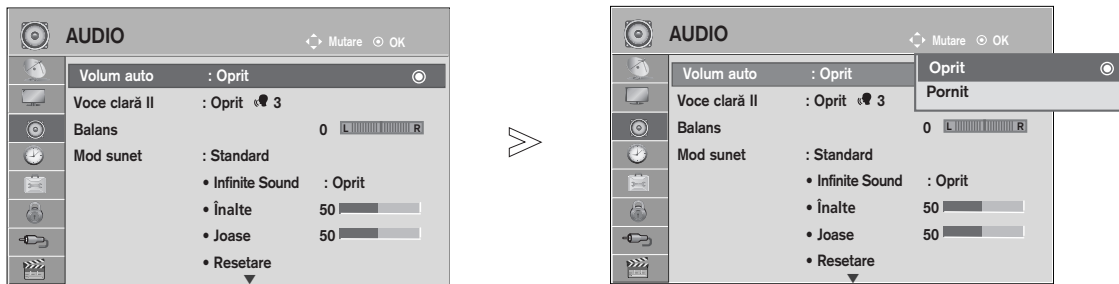 AUDIO
Mutare OK
Volum auto : Oprit
Voce clară II : Oprit 3
Balans 0 L R
Mod sunet : Standard
• Infinite Sound : Oprit
• Înalte 50
• Joase 50
• Resetare
AUDIO
Mutare OK
Volum auto : Oprit
Oprit
Pornit
Voce clară II : Oprit 3
Balans 0 L R
Mod sunet : Standard
• Infinite Sound : Oprit
• Înalte 50
• Joase 50
• Resetare